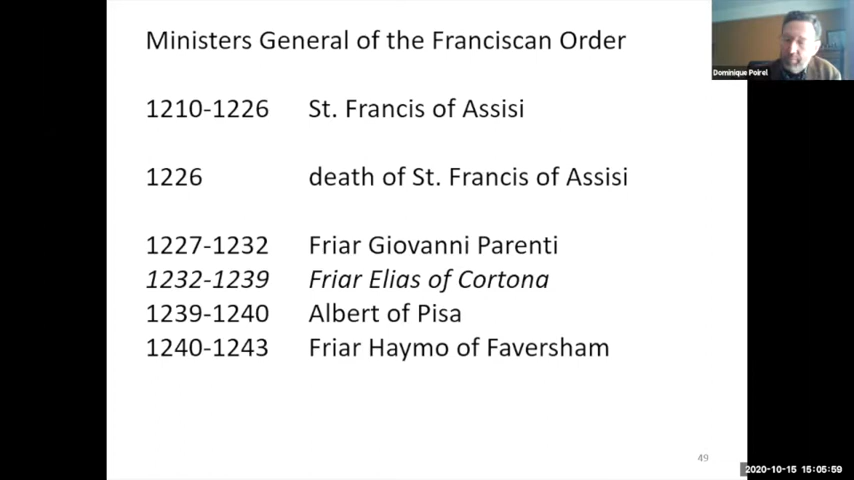 Ministers General of the Franciscan Order
Dominique Poirel
1210-1226 St. Francis of Assisi
1226 death of St. Francis of Assisi
1227-1232 Friar Giovanni Parenti
1232-1239 Friar Elias of Cortona
1239-1240 Albert of Pisa
1240-1243 Friar Haymo of Faversham
49
2020-10-15 15:05:59